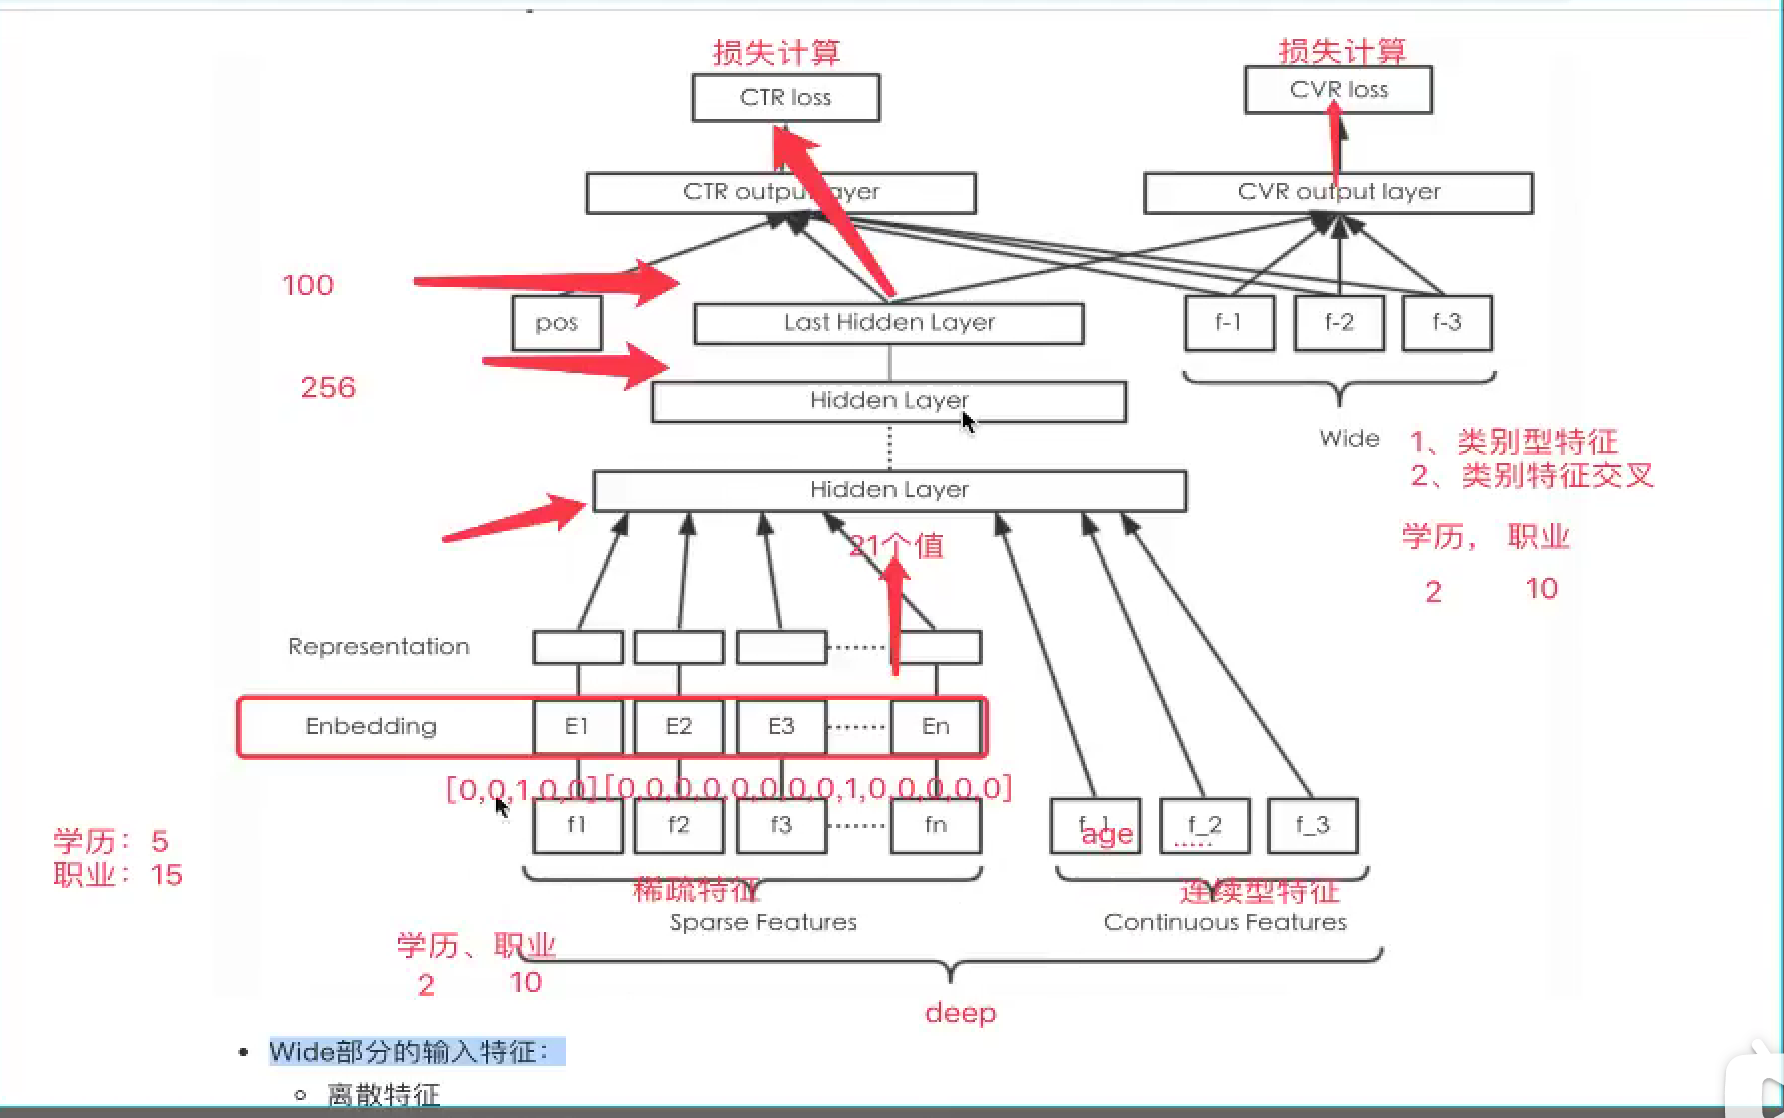 损失计算
损失计算
CTR loss
CVR loss
CTR output layer
CVR output layer
100
pos
Last Hidden Layer
f-1
f-2
f-3
256
Hidden Layer
Wide
1、类别型特征
2、类别特征交叉
Hidden Layer
学历， 职业
2 10
21个值
Representation
Enbedding
E1
E2
E3
En
[0,0,1,0,0][0,0,0,0,0,0,0,0,1,0,0,0,0,0]
f1
f2
f3
fn
f_1
age
f_2
.....
f_3
学历：5
职业：15
稀疏特征
连续型特征
Sparse Features
Continuous Features
学历、职业
2 10
deep
Wide部分的输入特征：
离散特征